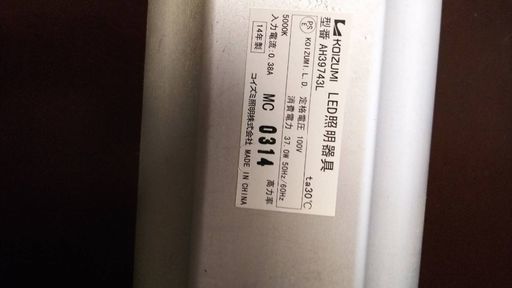 KOIZUMI LED照明器具
型番 AH39743L ta30℃
PS E KOIZUMI.L.D. 定格電圧 100V
5000K 消費電力 37.0W 50Hz/60Hz
入力電流:0.38A 高力率
14年製 MC 0314
コイズミ照明株式会社 MADE IN CHINA